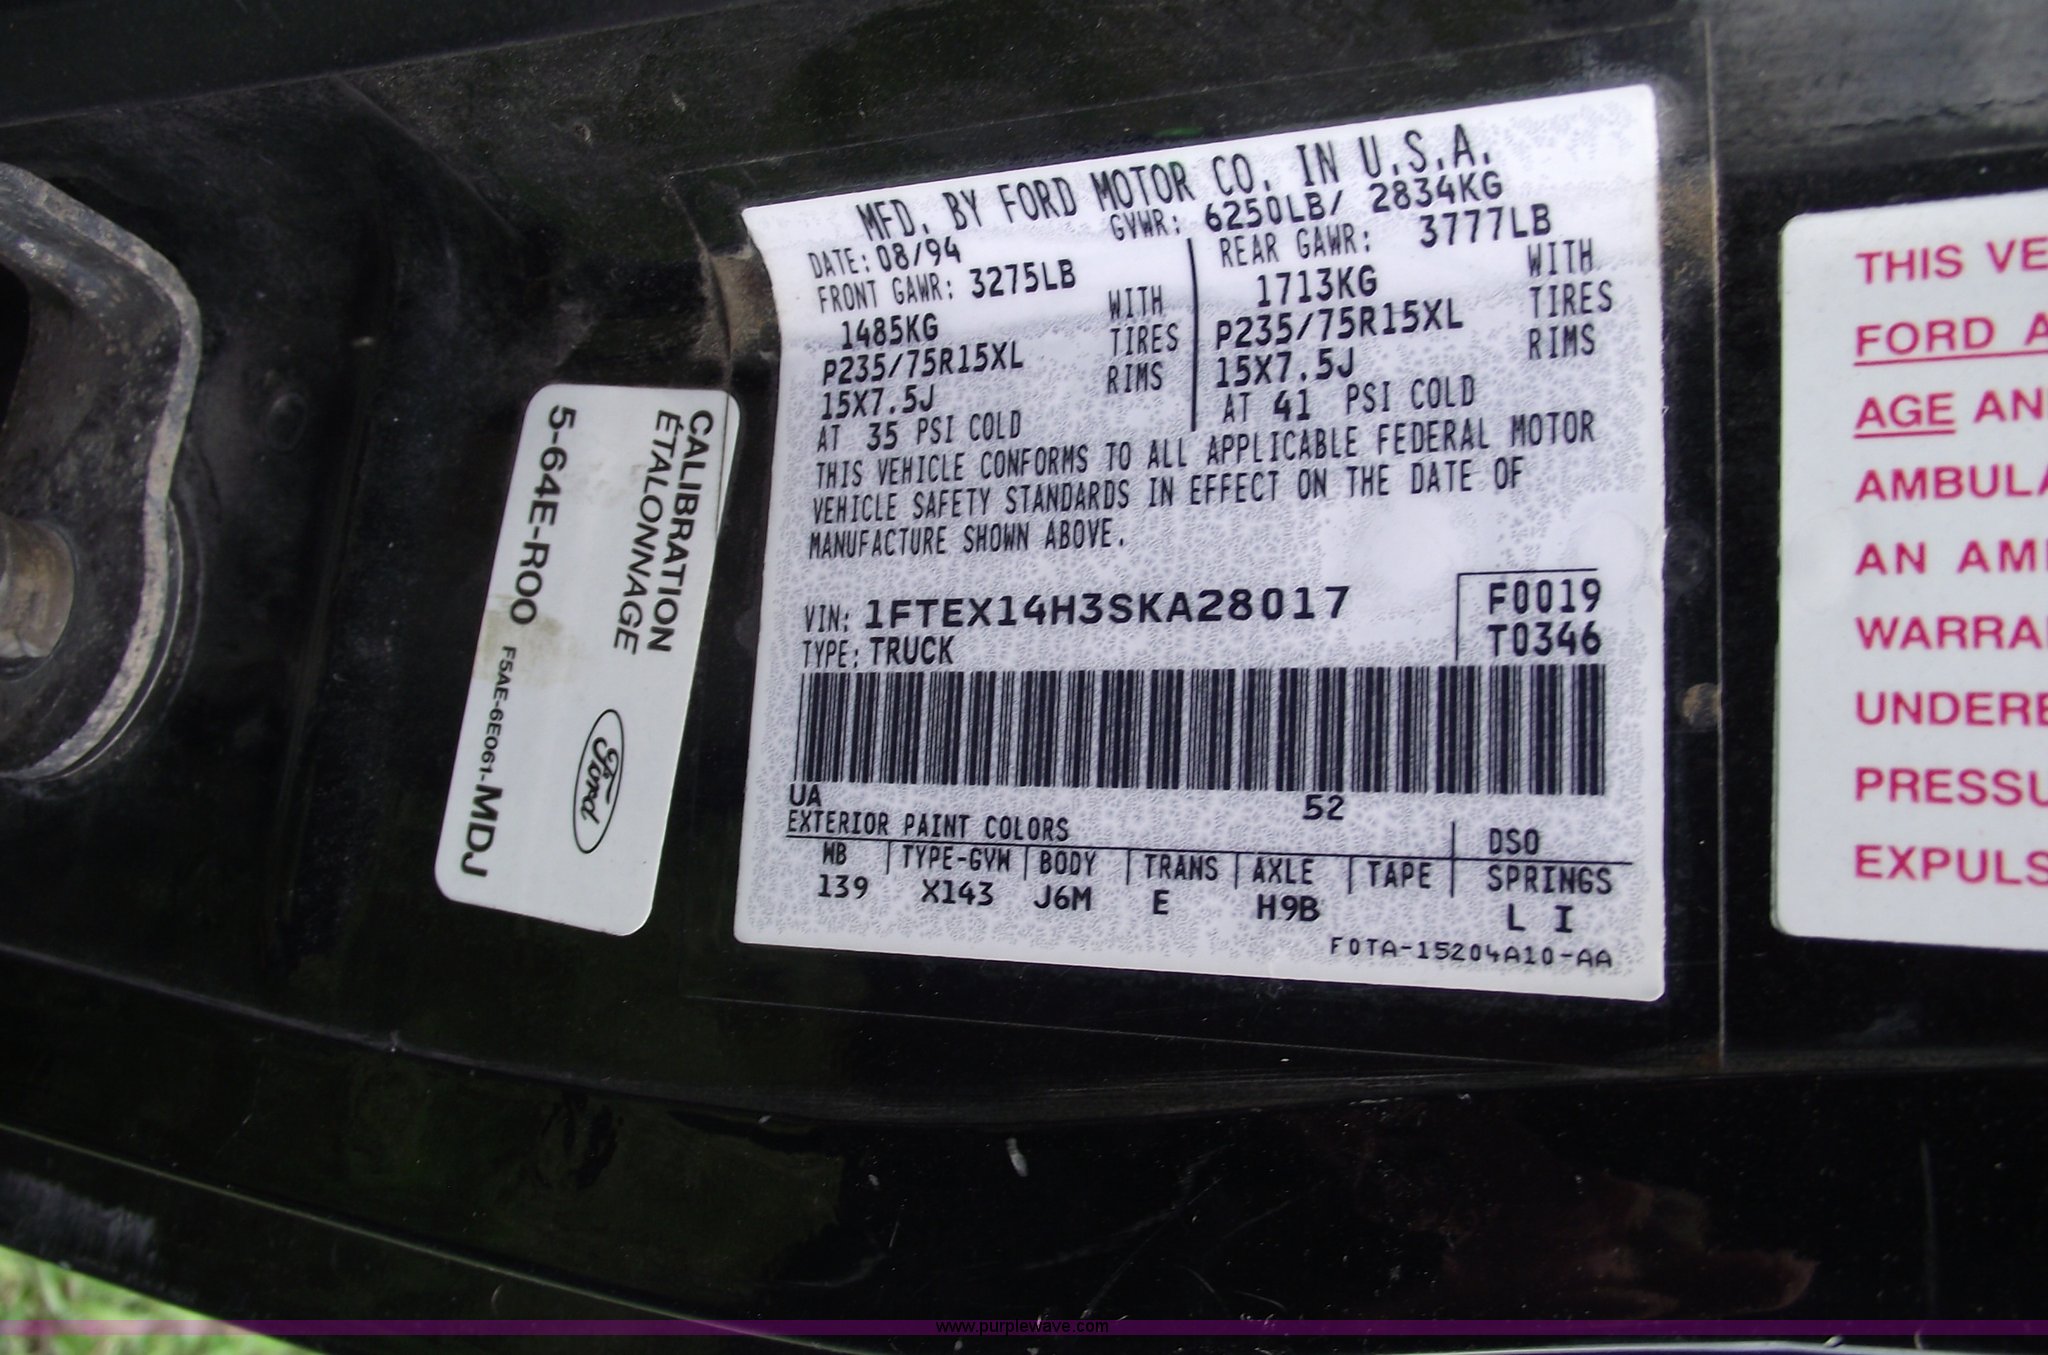 MFD. BY FORD MOTOR CO. IN U.S.A.
DATE: 08/94 GVWR: 6250LB/ 2834KG
FRONT GAWR: 3275LB REAR GAWR: 3777LB
1485KG WITH 1713KG WITH
P235/75R15XL TIRES P235/75R15XL TIRES
15X7.5J RIMS 15X7.5J RIMS
AT 35 PSI COLD AT 41 PSI COLD
THIS VEHICLE CONFORMS TO ALL APPLICABLE FEDERAL MOTOR
VEHICLE SAFETY STANDARDS IN EFFECT ON THE DATE OF
MANUFACTURE SHOWN ABOVE.
VIN: 1FTEX14H3SKA28017 F0019
TYPE: TRUCK T0346
UA 52
EXTERIOR PAINT COLORS DSO
WB TYPE-GVW BODY TRANS AXLE TAPE SPRINGS
139 X143 J6M E H9B L I
F0TA-15204A10-AA
CALIBRATION
ÉTALONNAGE
Ford
5-64E-R00 F5AE-6E061-MDJ
THIS VE
FORD A
AGE AN
AMBULA
AN AM
WARRA
UNDER
PRESSU
EXPULS
www.purplewave.com